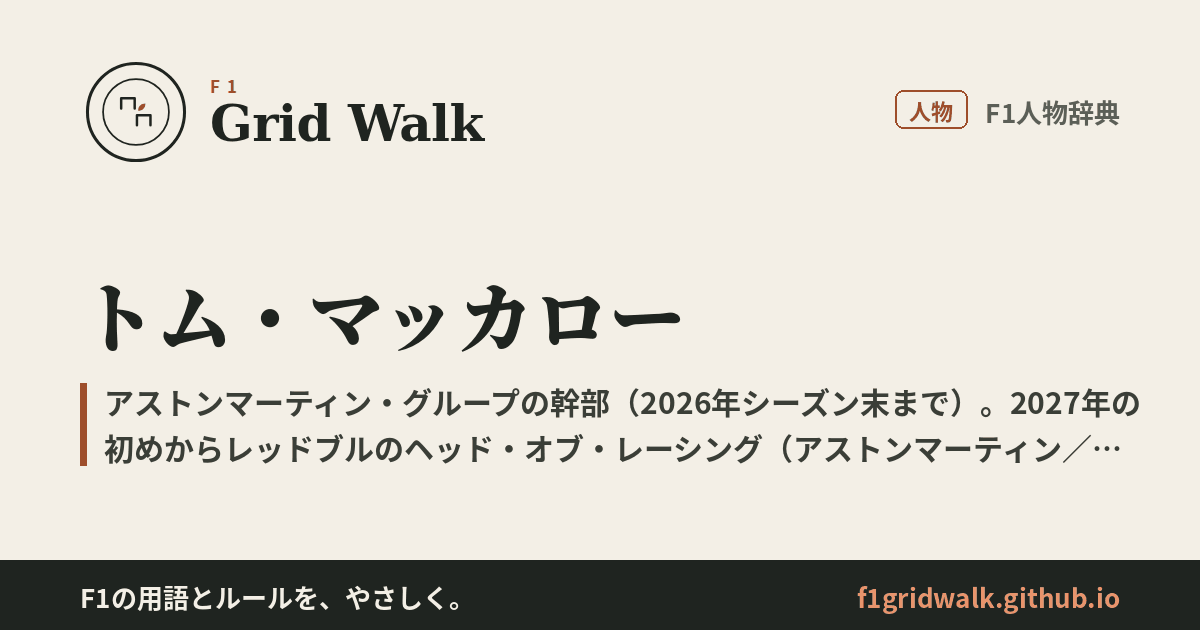 F1
Grid Walk
人物
F1人物辞典
トム・マッカロー
アストンマーティン・グループの幹部（2026年シーズン末まで）。2027年の
初めからレッドブルのヘッド・オブ・レーシング（アストンマーティン／…
F1の用語とルールを、やさしく。
f1gridwalk.github.io